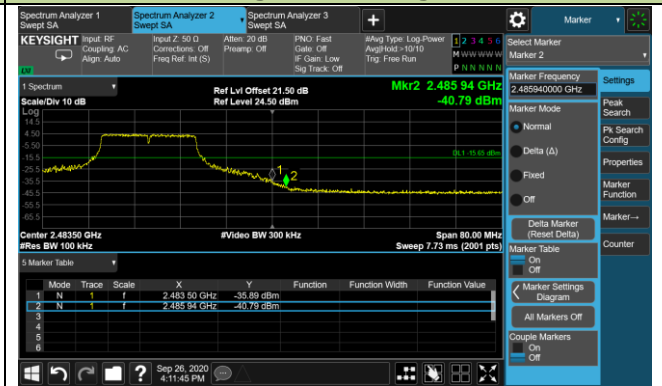 Spectrum Analyzer 1
Swept SA
Spectrum Analyzer 2
Swept SA
Spectrum Analyzer 3
Swept SA
+
Marker
KEYSIGHT
Input: RF
Coupling: AC
Align: Auto
Input Z: 50 Ω
Corrections: Off
Freq Ref: Int (S)
Atten: 20 dB
Preamp: Off
PNO: Fast
Gate: Off
IF Gain: Low
Sig Track: Off
#Avg Type: Log-Power
Avg|Hold:>10/10
Trig: Free Run
1 2 3 4 5 6
M W W W W W
P N N N N N
Select Marker
Marker 2
1 Spectrum
Scale/Div 10 dB
Log
Ref Lvl Offset 21.50 dB
Ref Level 24.50 dBm
Mkr2 2.485 94 GHz
-40.79 dBm
14.5
4.50
-5.50
-15.5
-25.5
-35.5
-45.5
-55.5
-65.5
DL1 -15.65 dBm
1
2
Center 2.48350 GHz
#Res BW 100 kHz
#Video BW 300 kHz
Span 80.00 MHz
Sweep 7.73 ms (2001 pts)
5 Marker Table
Mode Trace Scale X Y Function Function Width Function Value
1 N 1 f 2.483 50 GHz -35.89 dBm
2 N 1 f 2.485 94 GHz -40.79 dBm
3
4
5
6
Marker Frequency
2.485940000 GHz
Marker Mode
Normal
Delta (Δ)
Fixed
Off
Delta Marker
(Reset Delta)
Marker Table
On
Off
Marker Settings
Diagram
All Markers Off
Couple Markers
On
Off
Settings
Peak
Search
Pk Search
Config
Properties
Marker
Function
Marker→
Counter
Sep 26, 2020
4:11:45 PM